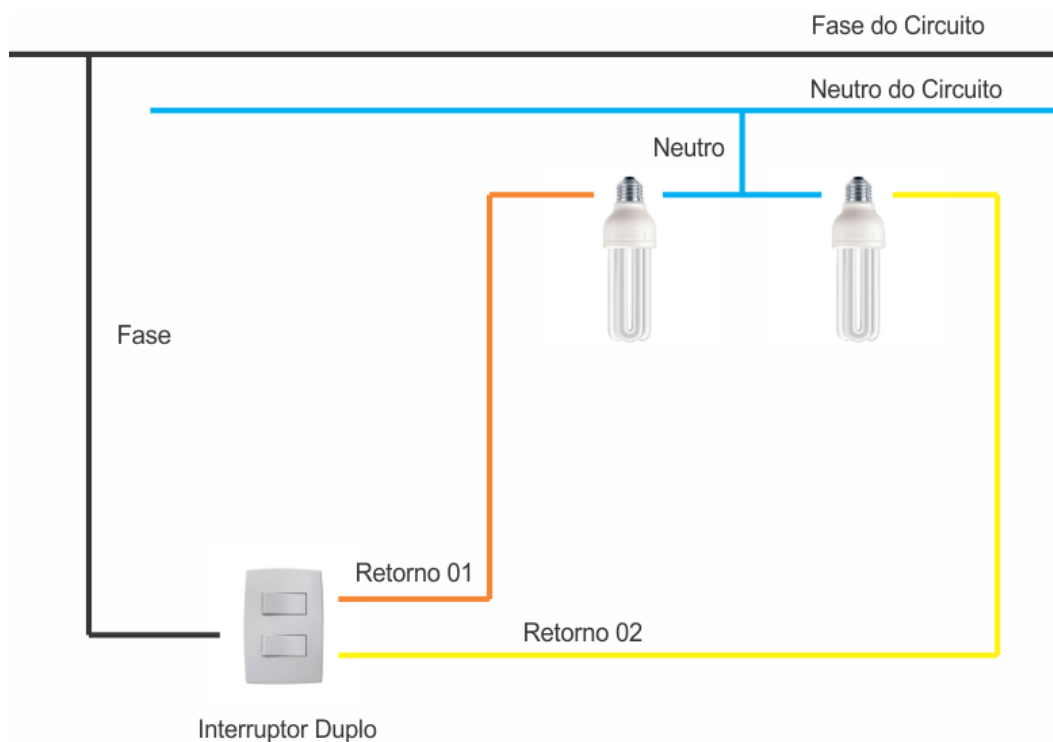 Fase do Circuito
Neutro do Circuito
Neutro
Fase
Retorno 01
Retorno 02
Interruptor Duplo